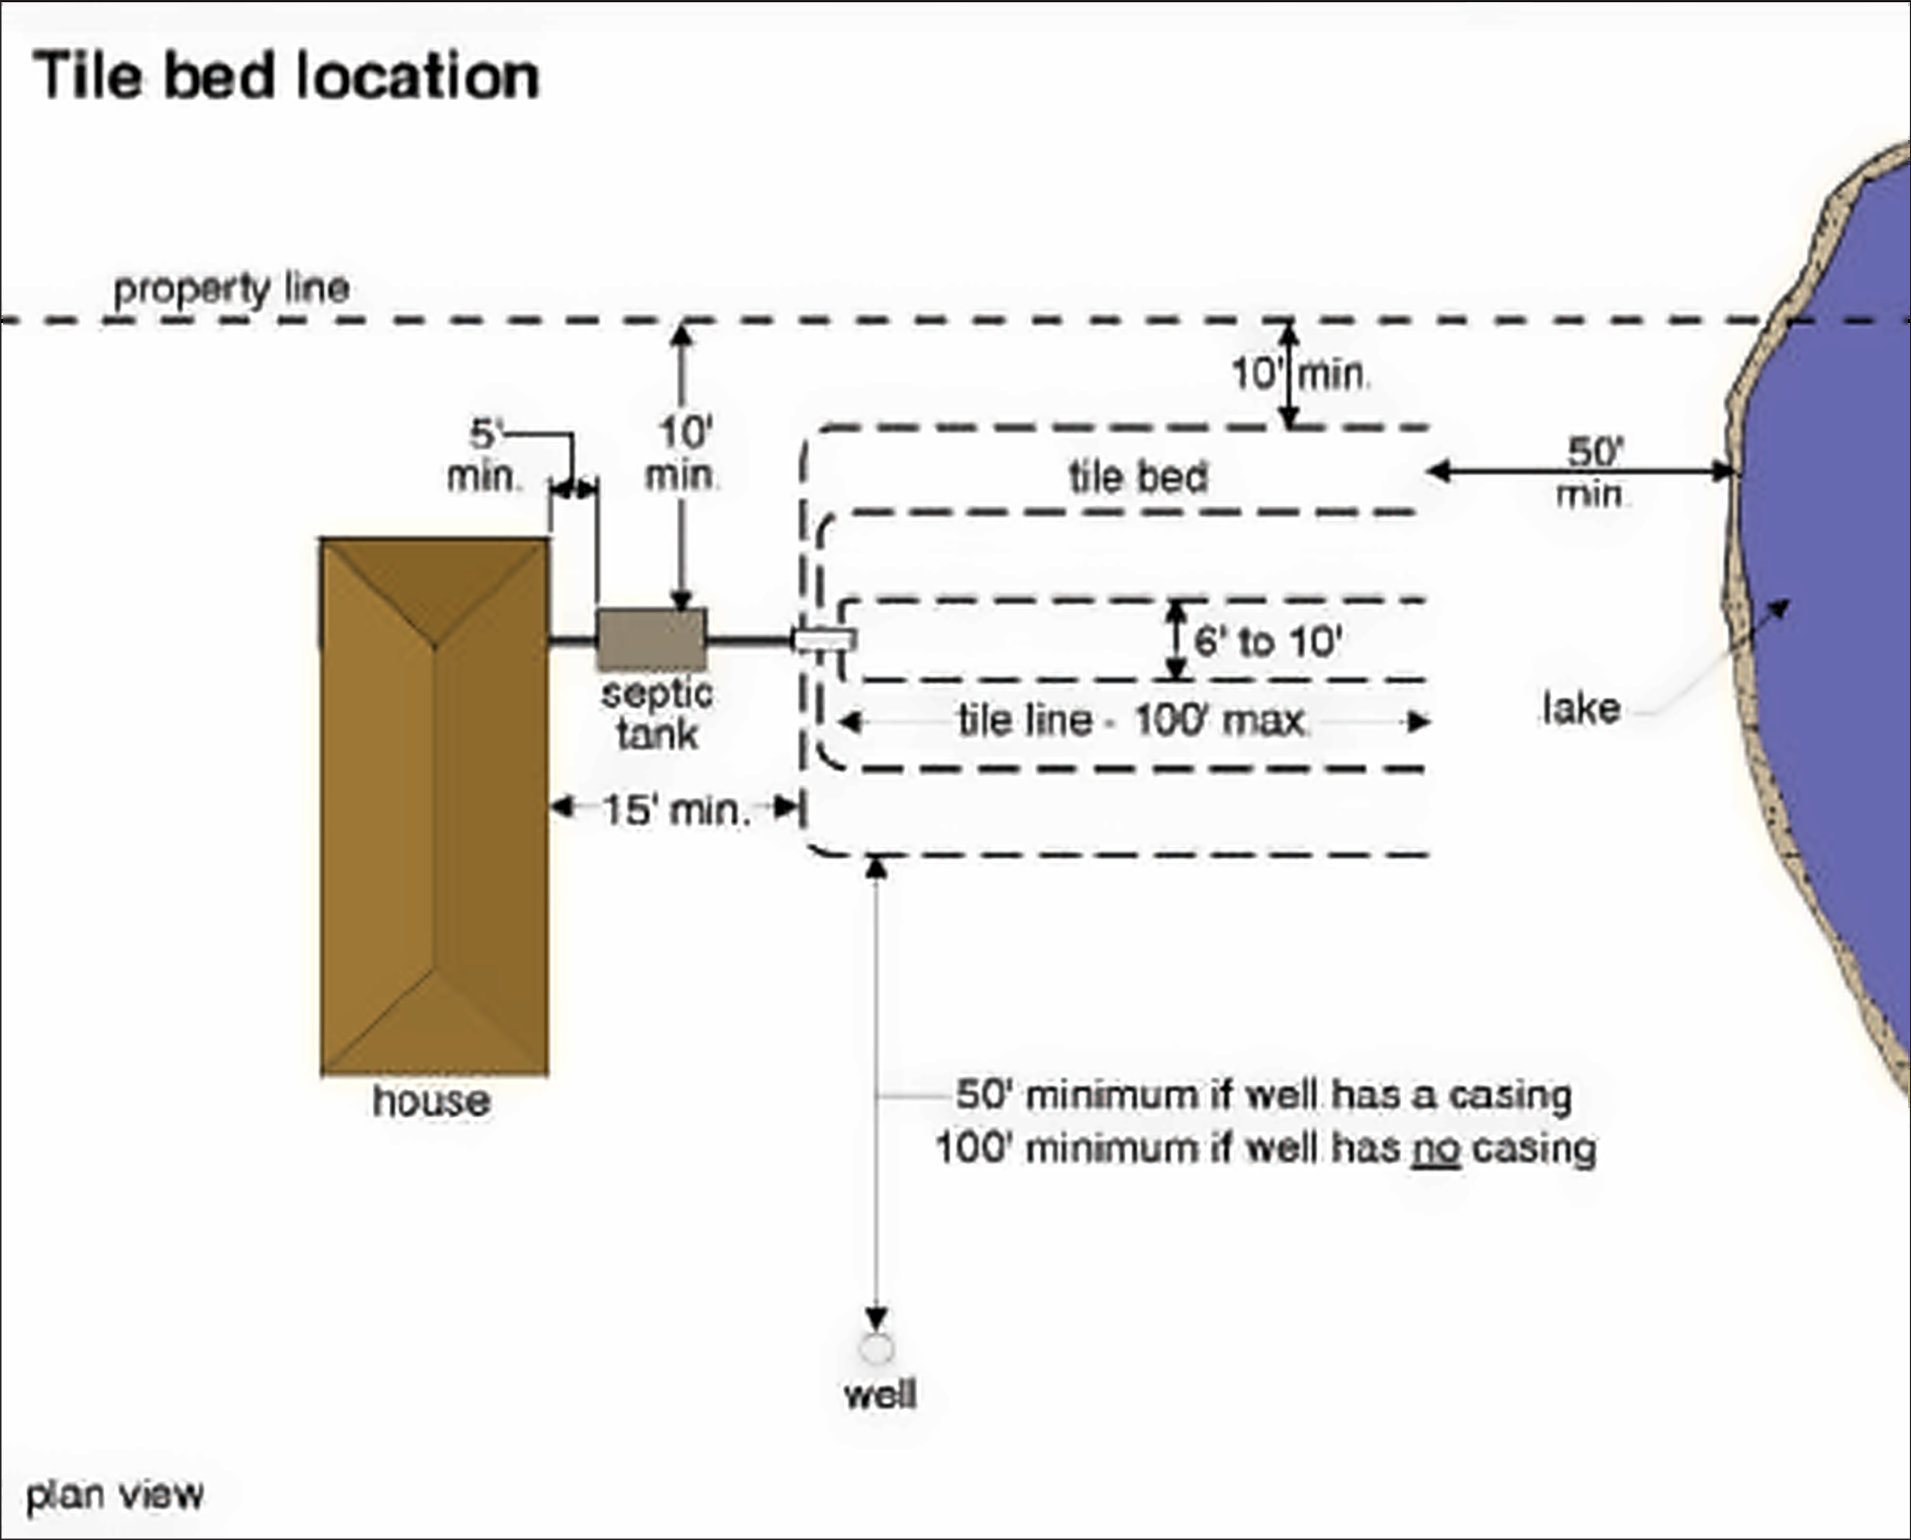 Tile bed location
property line
10' min.
5'
min.
10'
min.
tile bed
50'
min.
6' to 10'
septic
tank
tile line - 100' max.
lake
15' min.
house
50' minimum if well has a casing
100' minimum if well has no casing
well
plan view